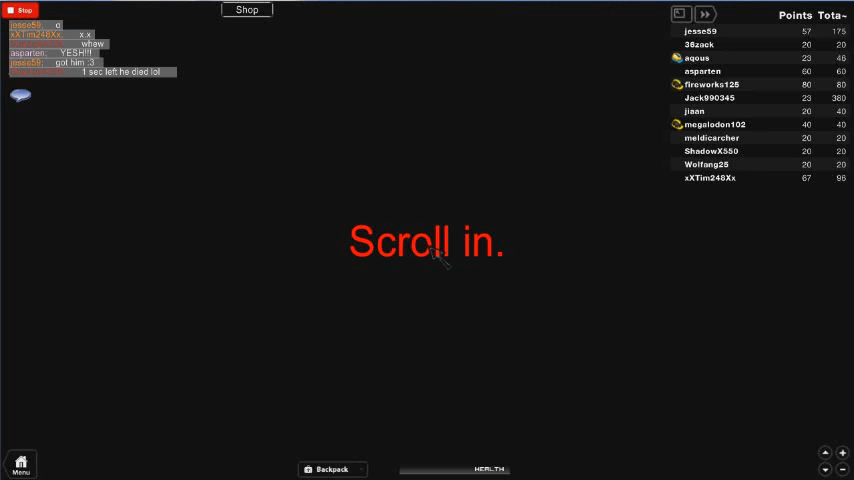 Stop
Shop
Points Tota~
jesse59; o
xXTim248Xx; x.x
whew
asparten; YESH!!!
jesse59; got him :3
1 sec left he died lol
jesse59 57 175
36zack 20 20
aqous 23 46
asparten 60 60
fireworks125 80 80
Jack990345 23 380
jiaan 20 40
megalodon102 40 40
meldicarcher 20 20
ShadowX550 20 20
Wolfang25 20 20
xXTim248Xx 67 96
Scroll in.
Menu
Backpack
HEALTH